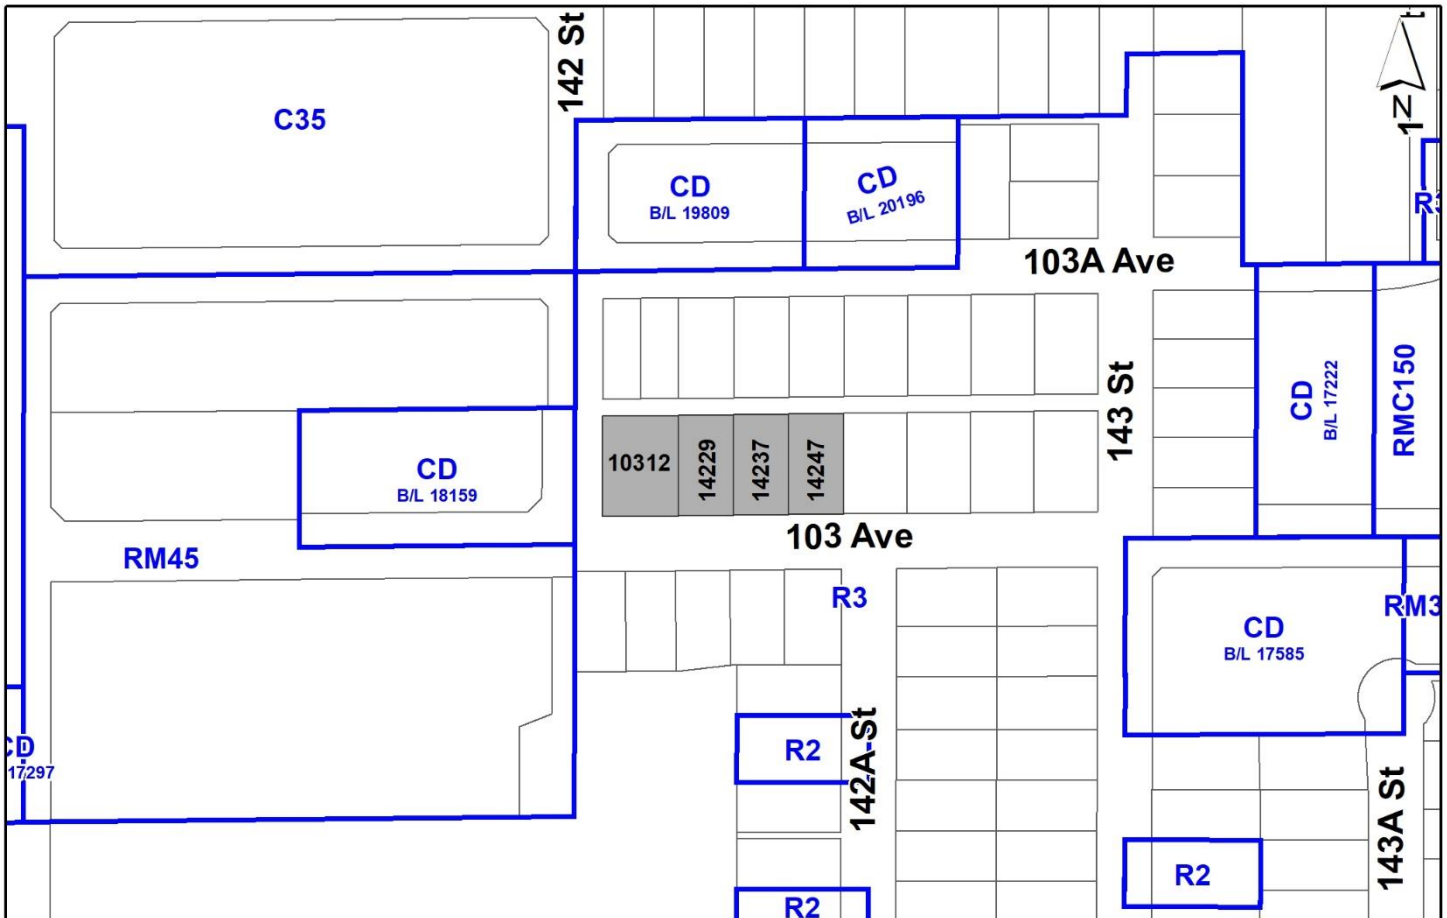 142 St
C35
N
CD
B/L 19809
CD
B/L 20196
103A Ave
143 St
CD
B/L 17222
RMC150
10312
14229
14237
14247
CD
B/L 18159
103 Ave
RM45
R3
CD
B/L 17585
RM3
CD
17297
R2
142A St
143A St
R2
R2